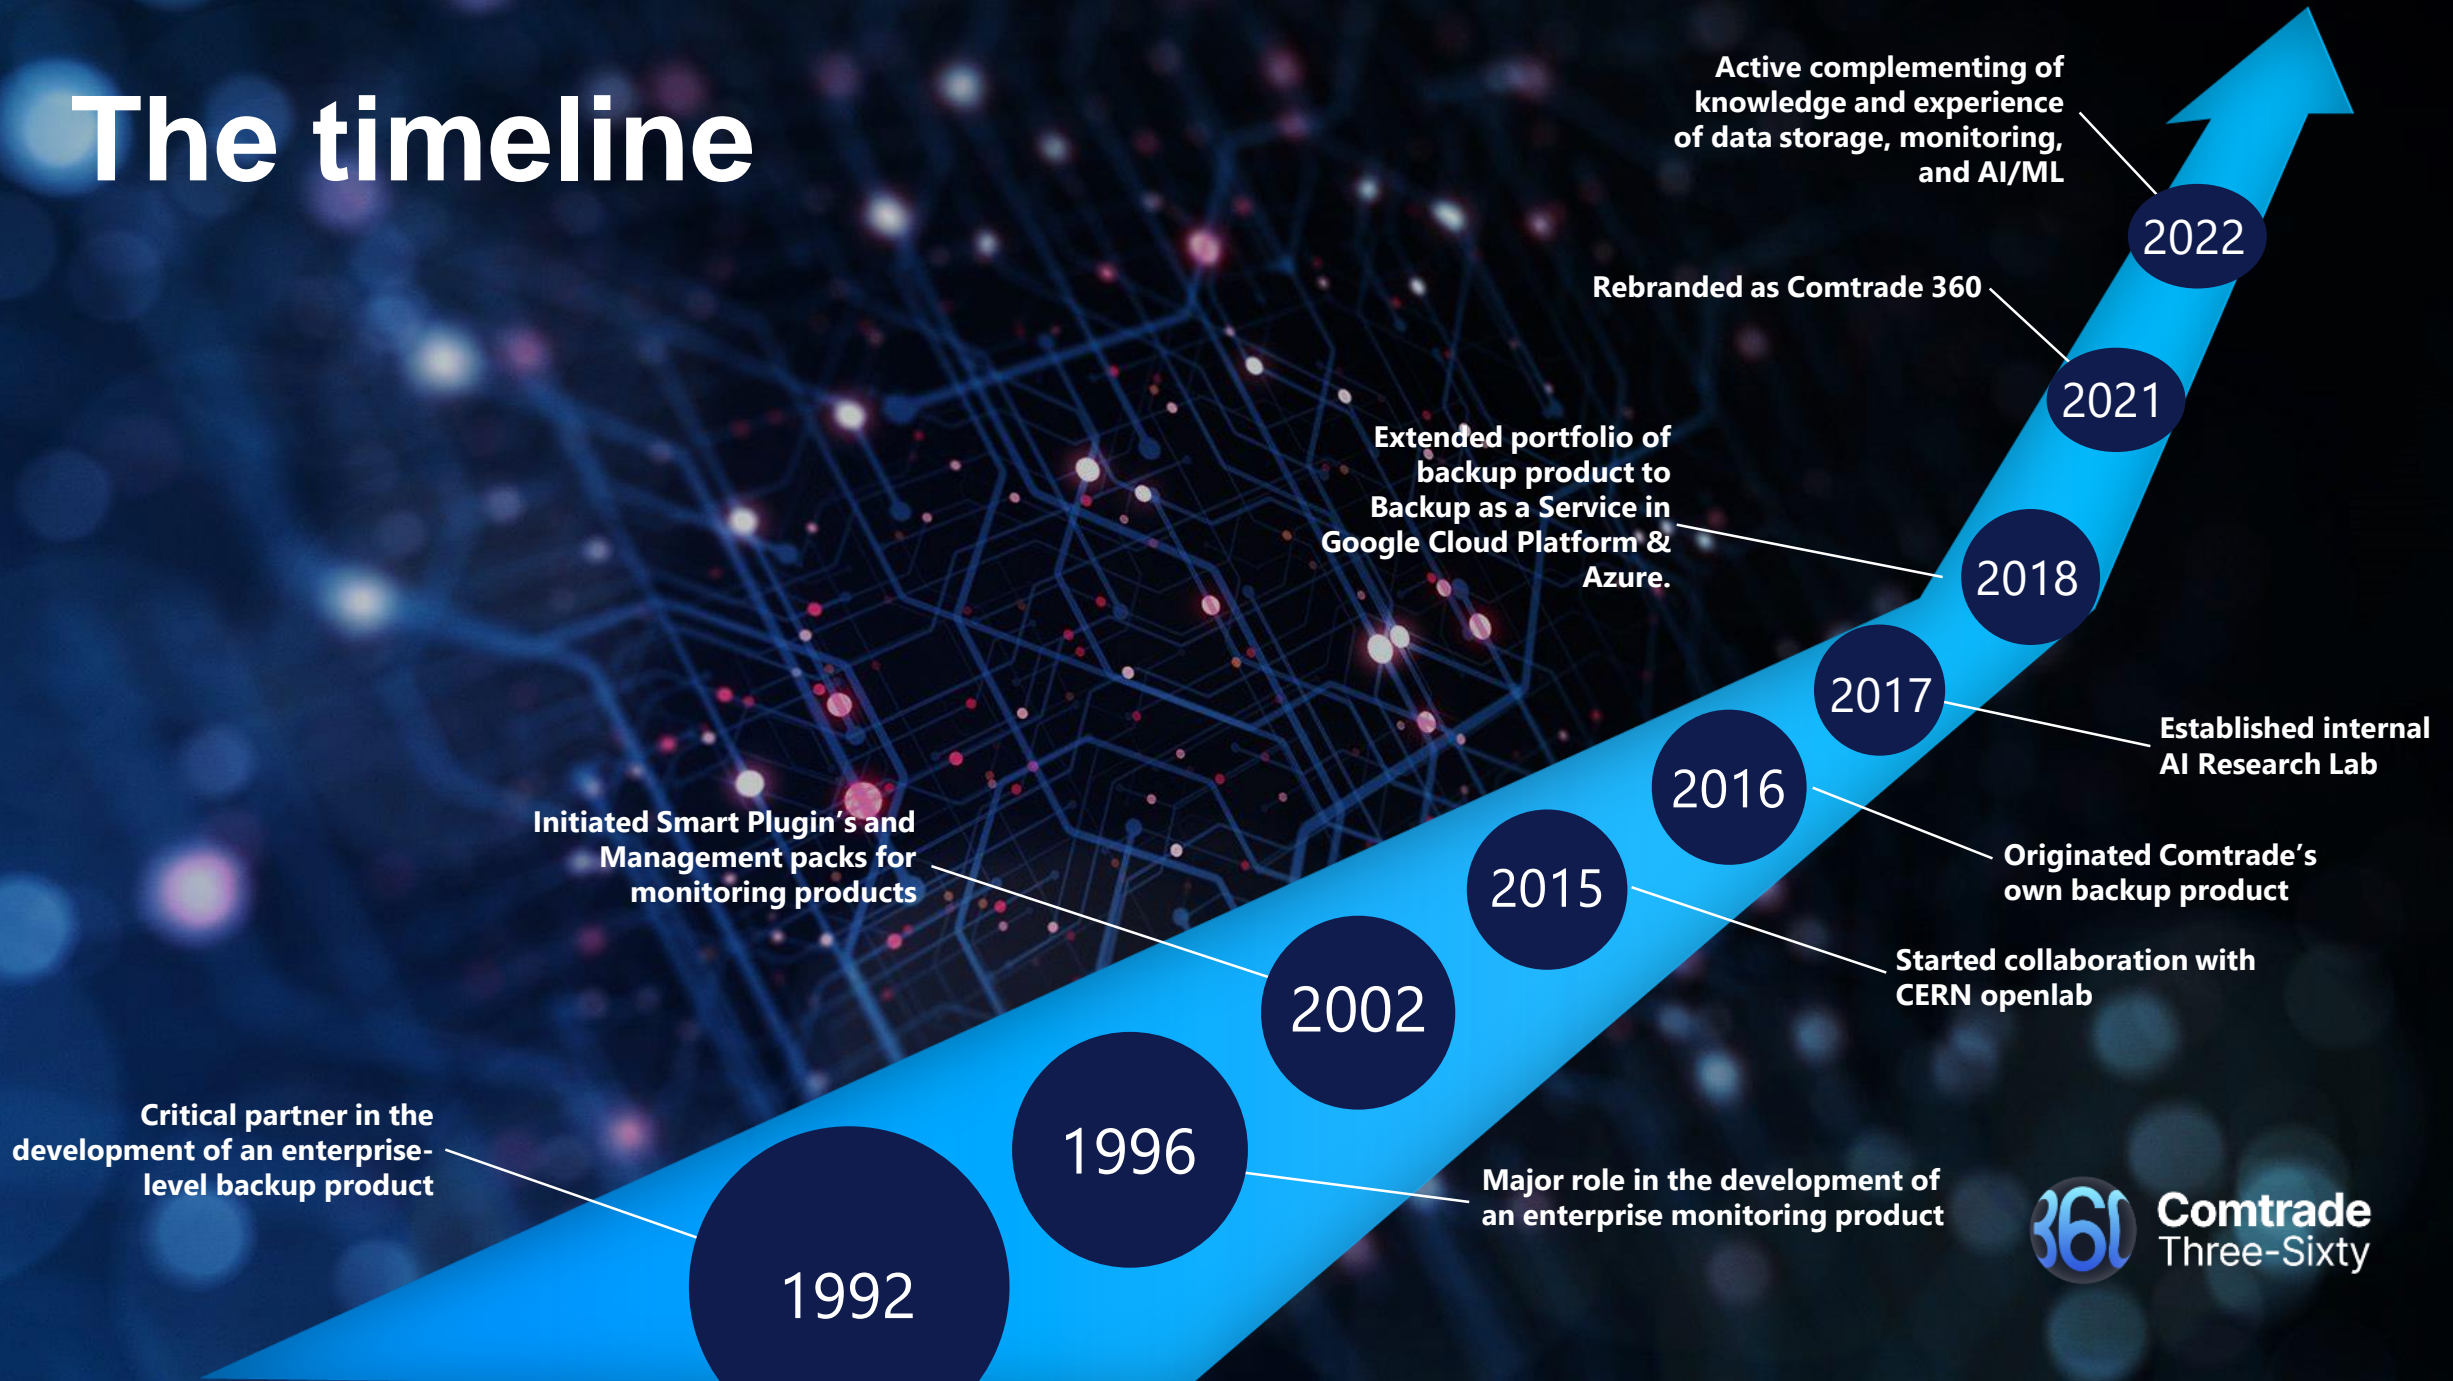 The timeline
Active complementing of
knowledge and experience
of data storage, monitoring,
and AI/ML
2022
Rebranded as Comtrade 360
2021
Extended portfolio of
backup product to
Backup as a Service in
Google Cloud Platform &
Azure.
2018
2017
Established internal
AI Research Lab
2016
Originated Comtrade's
own backup product
Initiated Smart Plugin's and
Management packs for
monitoring products
2015
Started collaboration with
CERN openlab
2002
Critical partner in the
development of an enterprise-
level backup product
1996
Major role in the development of
an enterprise monitoring product
1992
360
Comtrade
Three-Sixty